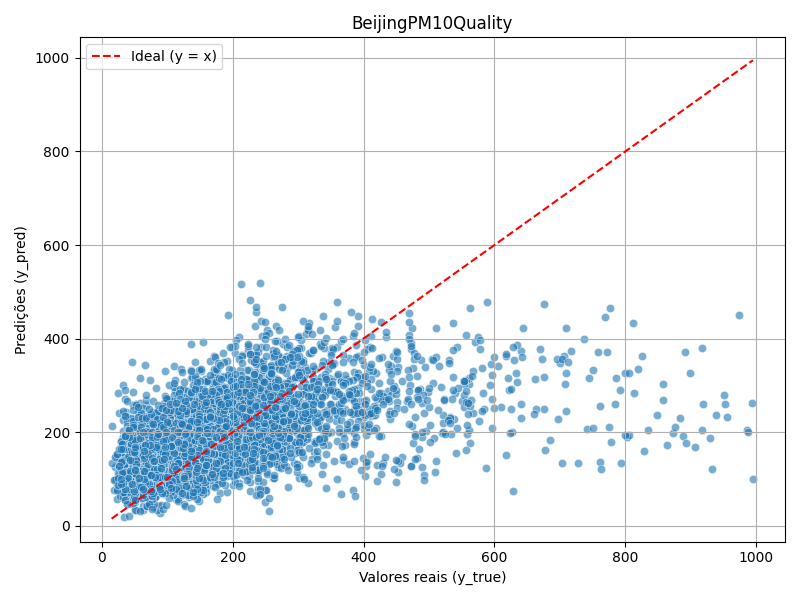 BeijingPM10Quality
Ideal (y = x)
1000
800
600
400
200
0
Predições (y_pred)
0 200 400 600 800 1000
Valores reais (y_true)